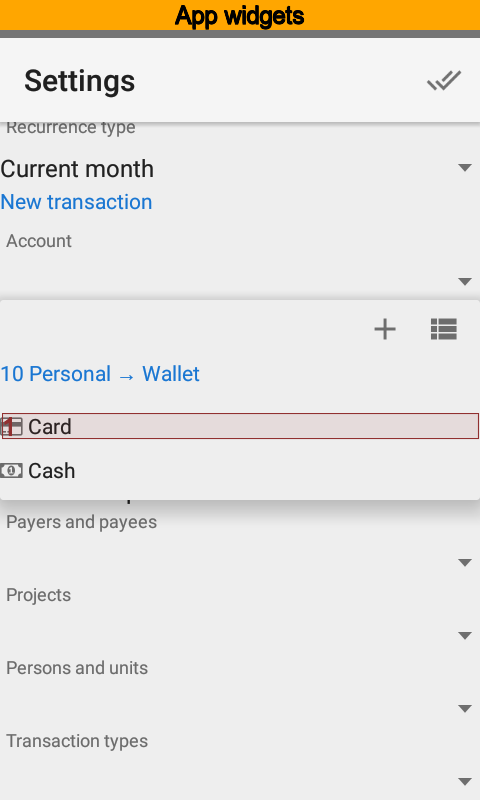 App widgets
Settings
Recurrence type
Current month
New transaction
Account
10 Personal → Wallet
1 Card
Cash
Payers and payees
Projects
Persons and units
Transaction types